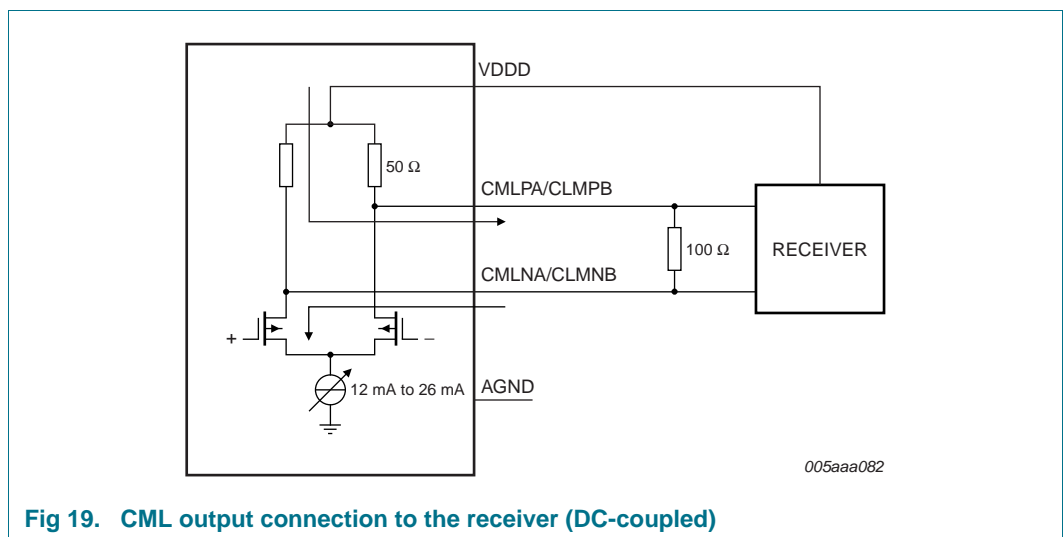 VDDD
50 Ω
CMLPA/CLMPB
100 Ω
RECEIVER
CMLNA/CLMNB
+
−
12 mA to 26 mA
AGND
005aaa082
Fig 19. CML output connection to the receiver (DC-coupled)